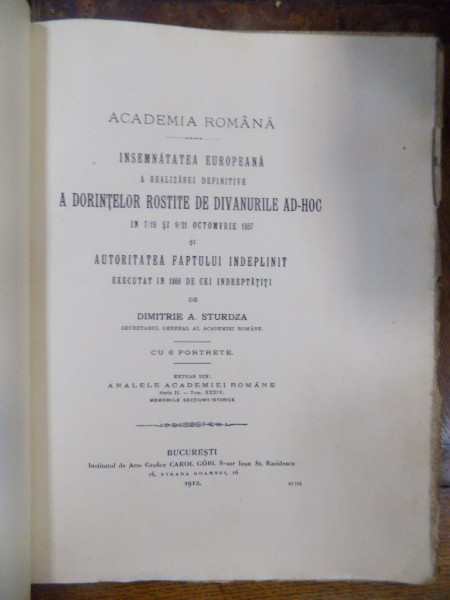 ACADEMIA ROMÂNĂ
INSEMNĂTATEA EUROPEANĂ
A REALIZĂREI DEFINITIVE
A DORINȚELOR ROSTITE DE DIVANURILE AD-HOC
IN 7/19 ȘI 9/21 OCTOMVRIE 1857
ȘI
AUTORITATEA FAPTULUI INDEPLINIT
EXECUTAT IN 1866 DE CEI INDREPTĂȚIȚI
DE
DIMITRIE A. STURDZA
SECRETARUL GENERAL AL ACADEMIEI ROMÂNE.
CU 6 PORTRETE.
EXTRAS DIN:
ANALELE ACADEMIEI ROMÂNE
Seria II. — Tom. XXXIV.
MEMORIILE SECȚIUNII ISTORICE
BUCUREȘTI
Institutul de Arte Grafice CAROL GÖBL S-sor Ioan St. Rasidescu
16, STRADA DOAMNEI, 16
1912.